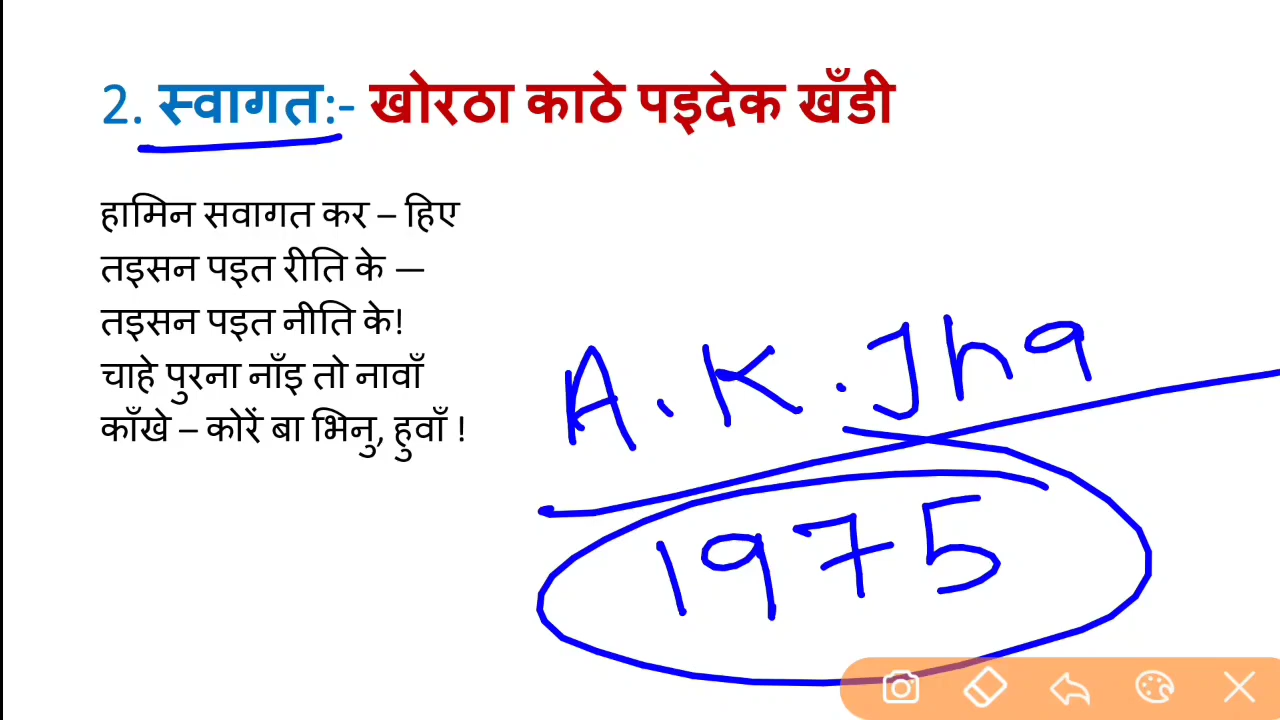 2. स्वागत:- खोरठा काठे पइदेक खँडी
हामिन सवागत कर – हिए
तइसन पइत रीति के —
तइसन पइत नीति के!
चाहे पुरना नाँइ तो नावाँ
काँखे – कोरें बा भिनु, हुवाँ !
A. K. Jha
1975